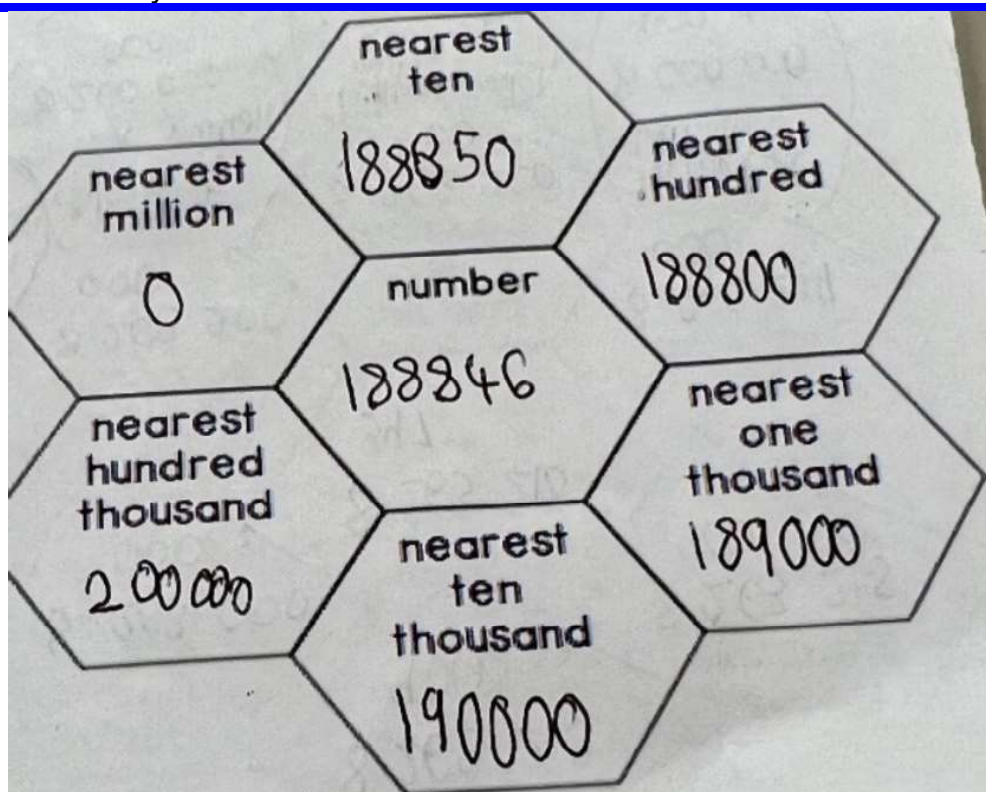 nearest
ten
188850
nearest
million
0
nearest
hundred
188800
number
188846
nearest
hundred
thousand
200000
nearest
one
thousand
189000
nearest
ten
thousand
190000